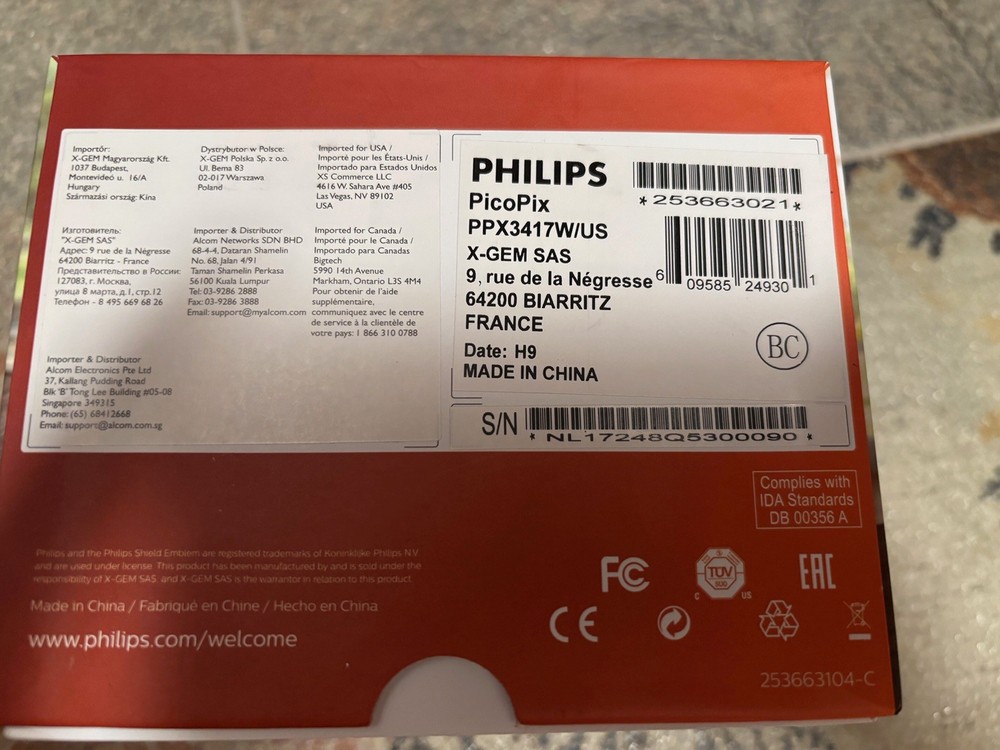 Importőr:
X-GEM Magyarország Kft.
1037 Budapest,
Montevideó u. 16/A
Hungary
Származási ország: Kína
Dystrybutor w Polsce:
X-GEM Polska Sp. z o.o.
Ul. Bema 83
02-017 Warszawa
Poland
Imported for USA /
Importé pour les États-Unis /
Importado para Estados Unidos
XS Commerce LLC
4616 W. Sahara Ave #405
Las Vegas, NV 89102
USA
Изготовитель:
"X-GEM SAS"
Адрес: 9 rue de la Négresse
64200 Biarritz - France
Представительство в России:
127083, г. Москва,
улица 8 марта, д.1, стр.12
Телефон - 8 495 669 68 26
Importer & Distributor
Alcom Networks SDN BHD
68-4-4, Dataran Shamelin
No. 68, Jalan 4/91
Taman Shamelin Perkasa
56100 Kuala Lumpur
Tel: 03-9286 2888
Fax: 03-9286 3888
Email: support@myalcom.com
Imported for Canada /
Importé pour le Canada /
Importado para Canadas
Bigtech
5990 14th Avenue
Markham, Ontario L3S 4M4
Pour obtenir de l'aide
supplémentaire,
communiquez avec le centre
de service à la clientèle de
votre pays: 1 866 310 0788
Importer & Distributor
Alcom Electronics Pte Ltd
37, Kallang Pudding Road
Blk 'B' Tong Lee Building #05-08
Singapore 349315
Phone: (65) 68412668
Email: support@alcom.com.sg
PHILIPS
PicoPix
PPX3417W/US
X-GEM SAS
9, rue de la Négresse
64200 BIARRITZ
FRANCE
Date: H9
MADE IN CHINA
*253663021*
6 09585 24930 1
BC
S/N
*NL17248Q5300090*
Complies with
IDA Standards
DB 00356 A
Philips and the Philips Shield Emblem are registered trademarks of Koninklijke Philips N.V.
and are used under license. This product has been manufactured by and is sold under the
responsibility of X-GEM SAS, and X-GEM SAS is the warrantor in relation to this product.
Made in China / Fabriqué en Chine / Hecho en China
www.philips.com/welcome
FC
C TÜV SÜD US
EAC
CE
253663104-C